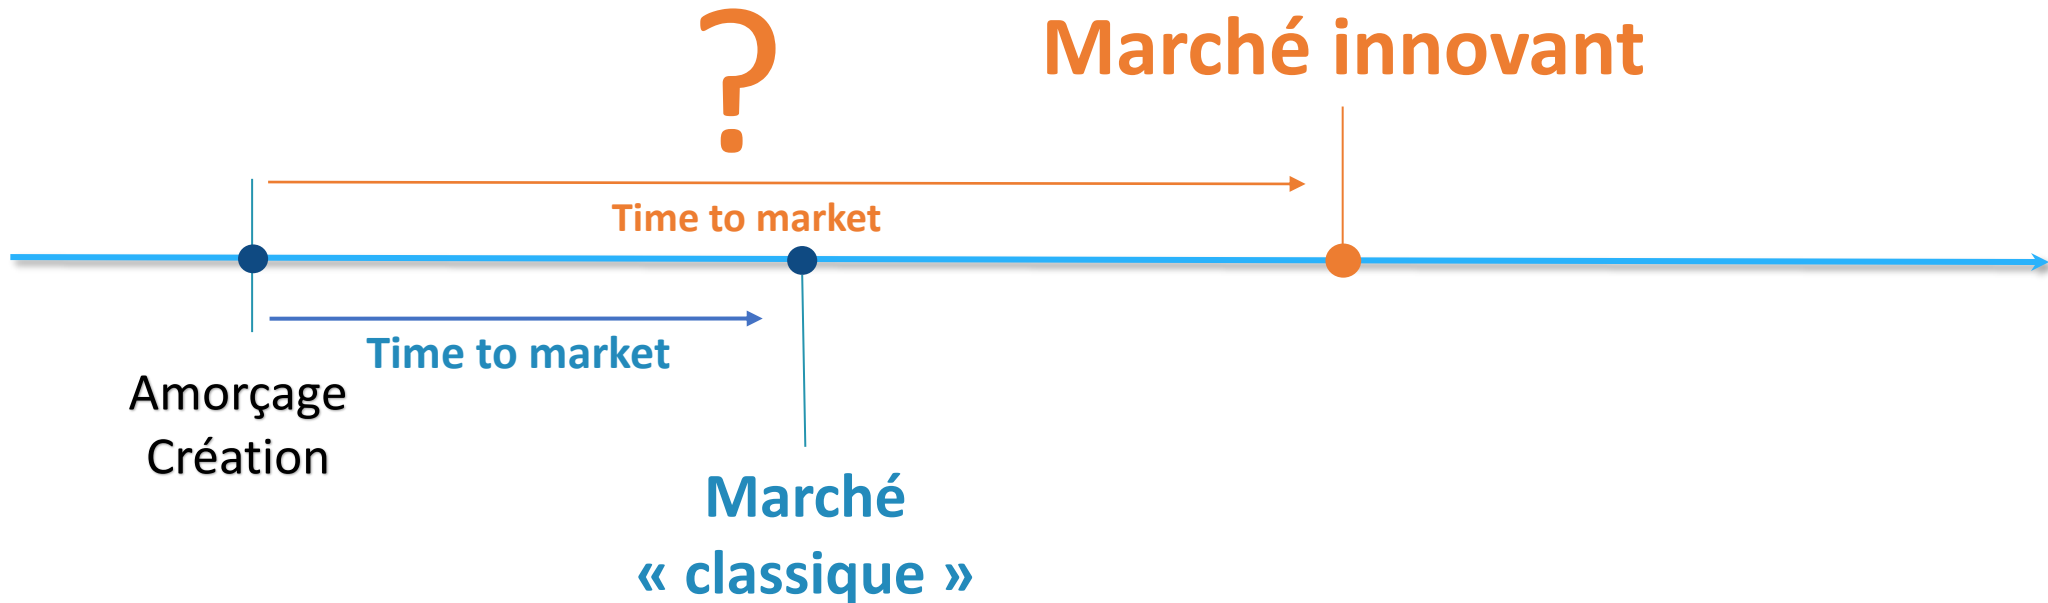 ?
Marché innovant
Time to market
Time to market
Amorçage
Création
Marché
« classique »